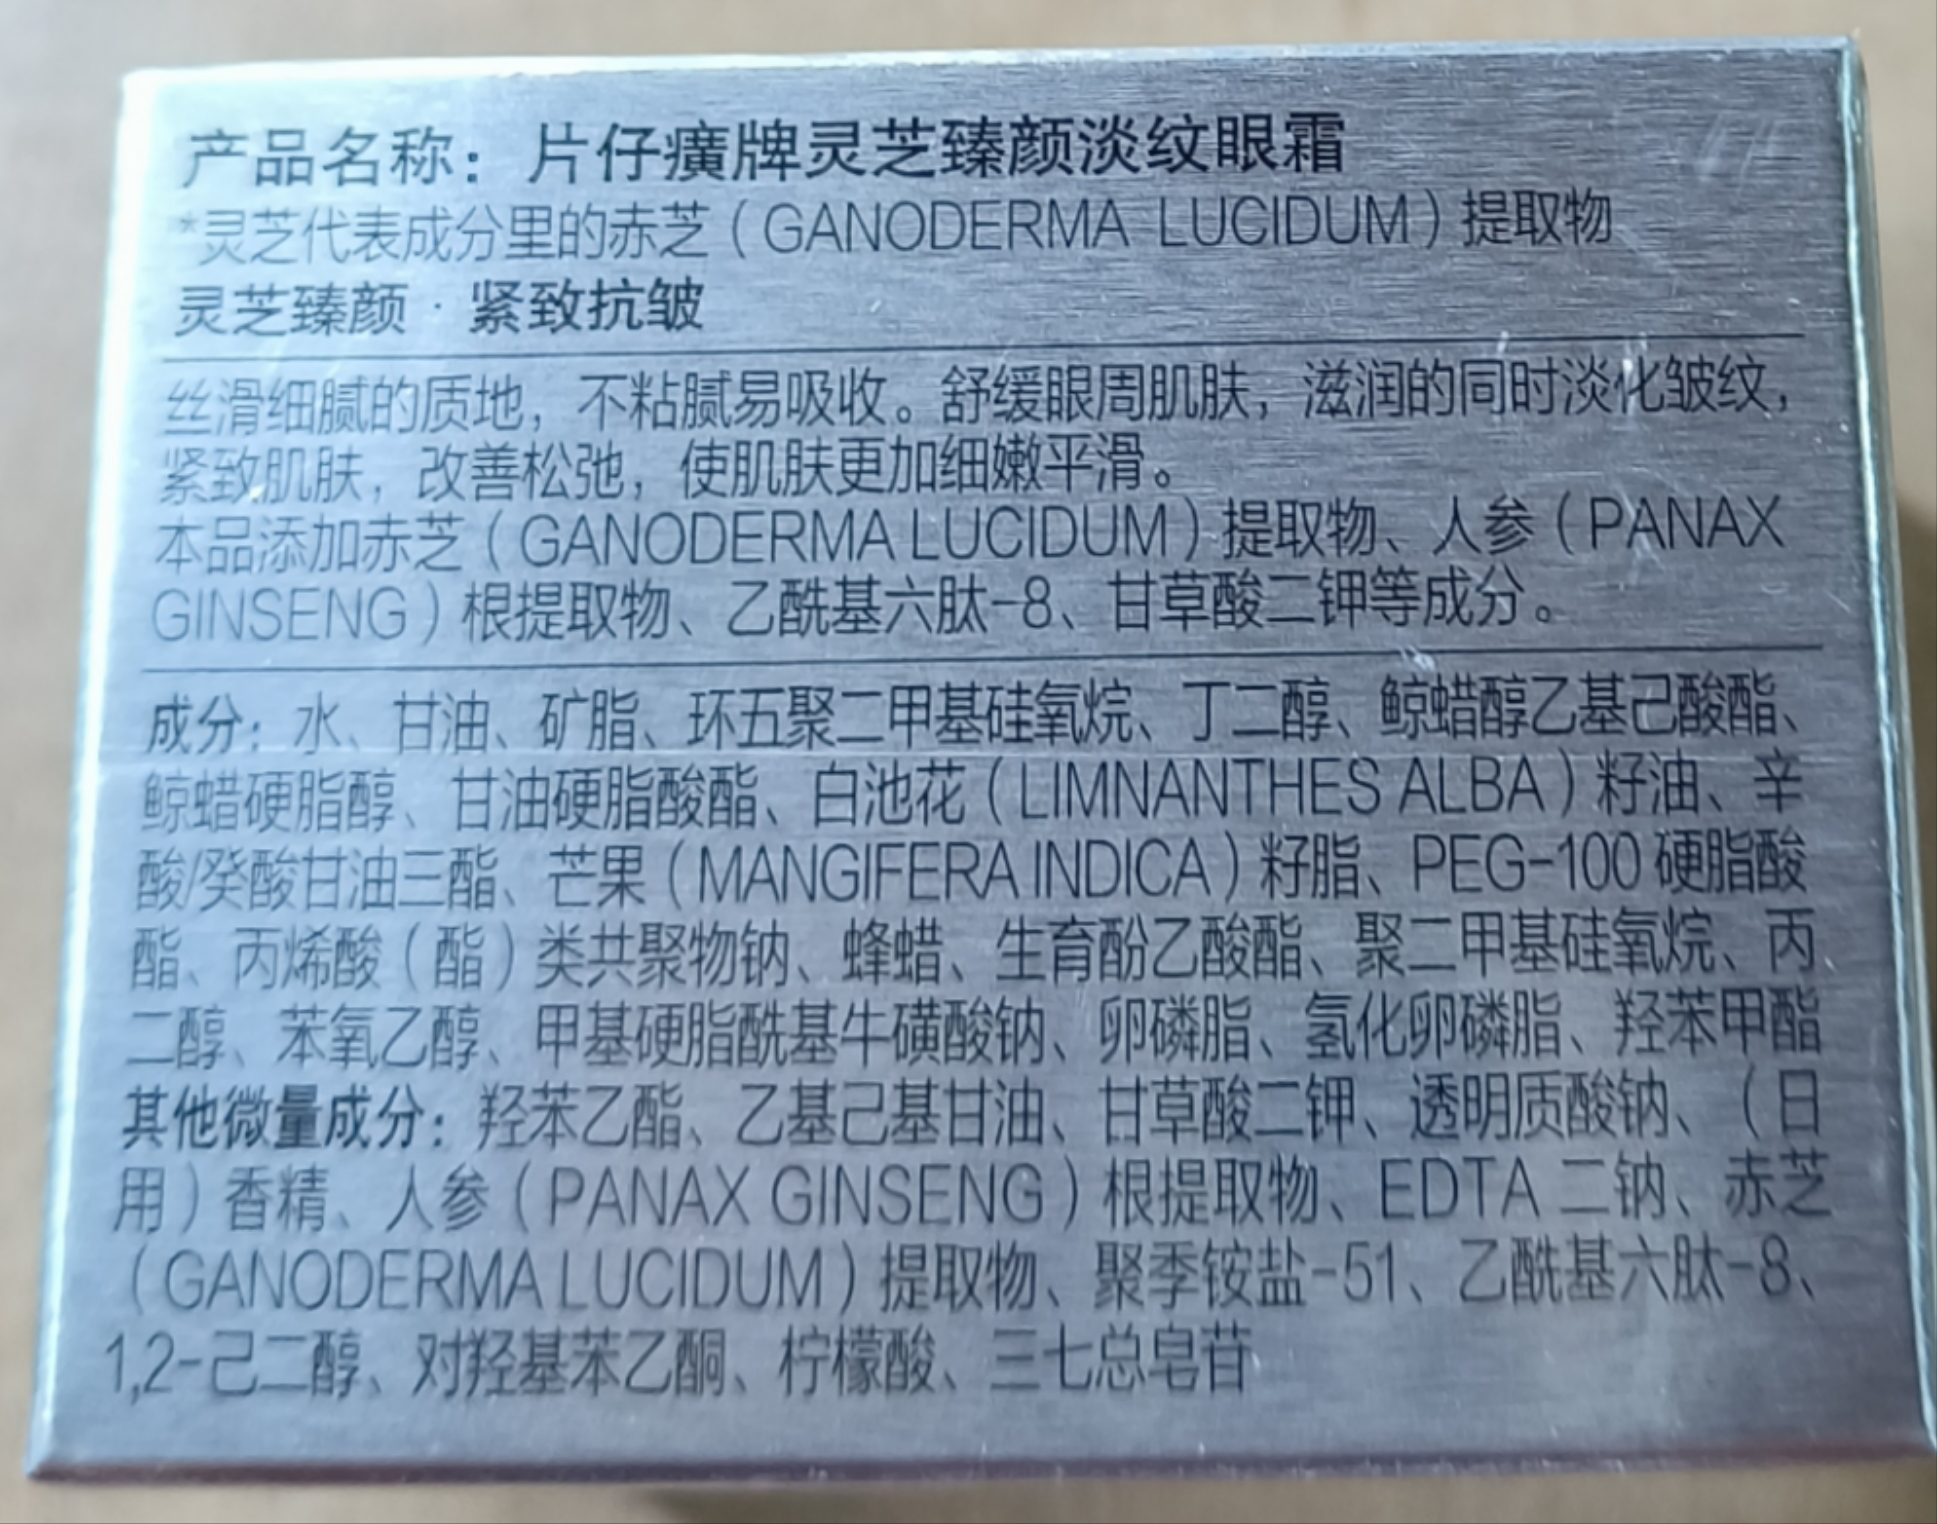 产品名称：片仔癀牌灵芝臻颜淡纹眼霜
*灵芝代表成分里的赤芝（GANODERMA LUCIDUM）提取物
灵芝臻颜·紧致抗皱
丝滑细腻的质地，不粘腻易吸收。舒缓眼周肌肤，滋润的同时淡化皱纹，
紧致肌肤，改善松弛，使肌肤更加细嫩平滑。
本品添加赤芝（GANODERMA LUCIDUM）提取物、人参（PANAX
GINSENG）根提取物、乙酰基六肽-8、甘草酸二钾等成分。
成分：水、甘油、矿脂、环五聚二甲基硅氧烷、丁二醇、鲸蜡醇乙基己酸酯、
鲸蜡硬脂醇、甘油硬脂酸酯、白池花（LIMNANTHES ALBA）籽油、辛
酸/癸酸甘油三酯、芒果（MANGIFERA INDICA）籽脂、PEG-100 硬脂酸
酯、丙烯酸（酯）类共聚物钠、蜂蜡、生育酚乙酸酯、聚二甲基硅氧烷、丙
二醇、苯氧乙醇、甲基硬脂酰基牛磺酸钠、卵磷脂、氢化卵磷脂、羟苯甲酯
其他微量成分：羟苯乙酯、乙基己基甘油、甘草酸二钾、透明质酸钠、（日
用）香精、人参（PANAX GINSENG）根提取物、EDTA 二钠、赤芝
（GANODERMA LUCIDUM）提取物、聚季铵盐-51、乙酰基六肽-8、
1,2-己二醇、对羟基苯乙酮、柠檬酸、三七总皂苷